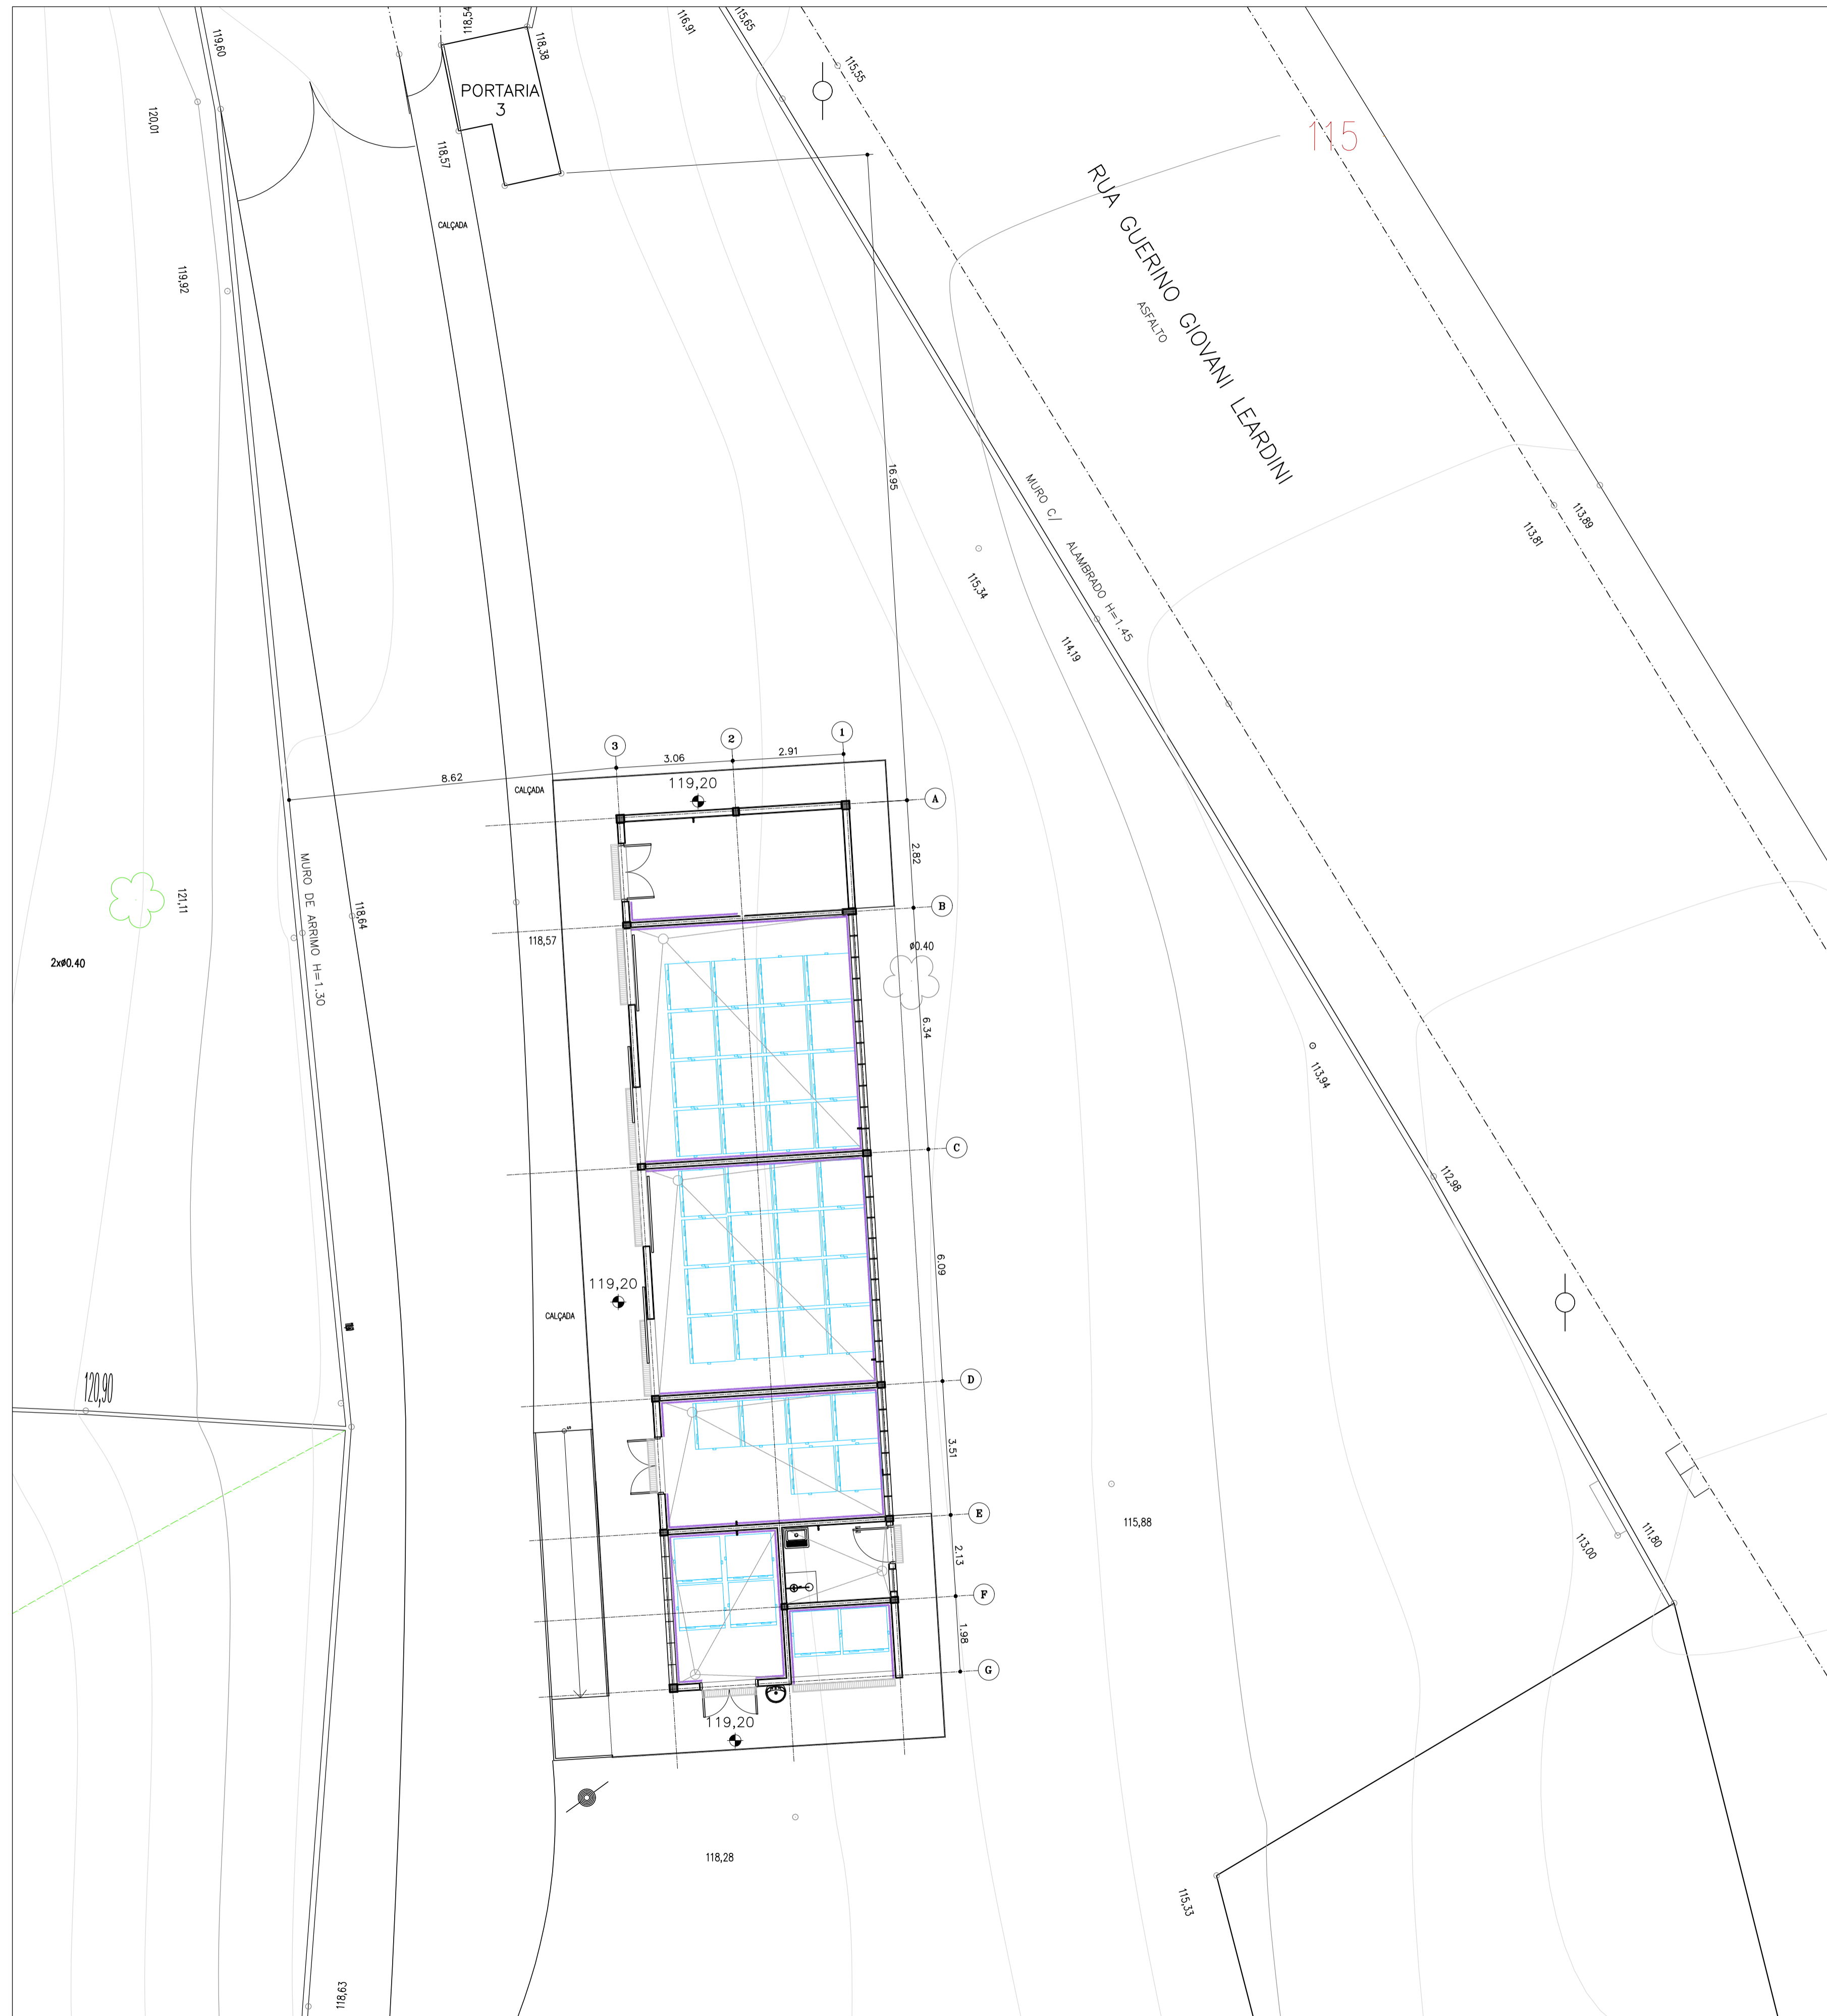 119,60
118,54
118,38
116,91
115,65
115,55
PORTARIA
3
120,01
118,57
115
CALÇADA
RUA GUERINO GIOVANI LEARDINI
ASFALTO
119,92
16.95
MURO C/ ALAMBRADO H=1.45
113,89
113,81
115,34
114,19
3
2
1
3.06
2.91
8.62
119,20
CALÇADA
A
2.82
MURO DE ARRIMO H=1.30
121,11
118,64
B
118,57
ø0.40
2xø0.40
6.34
113,94
C
112,98
6.09
119,20
CALÇADA
D
120,90
S
3.51
E
115,88
2.13
113,00
111,80
F
1.98
G
119,20
118,28
115,33
118,63